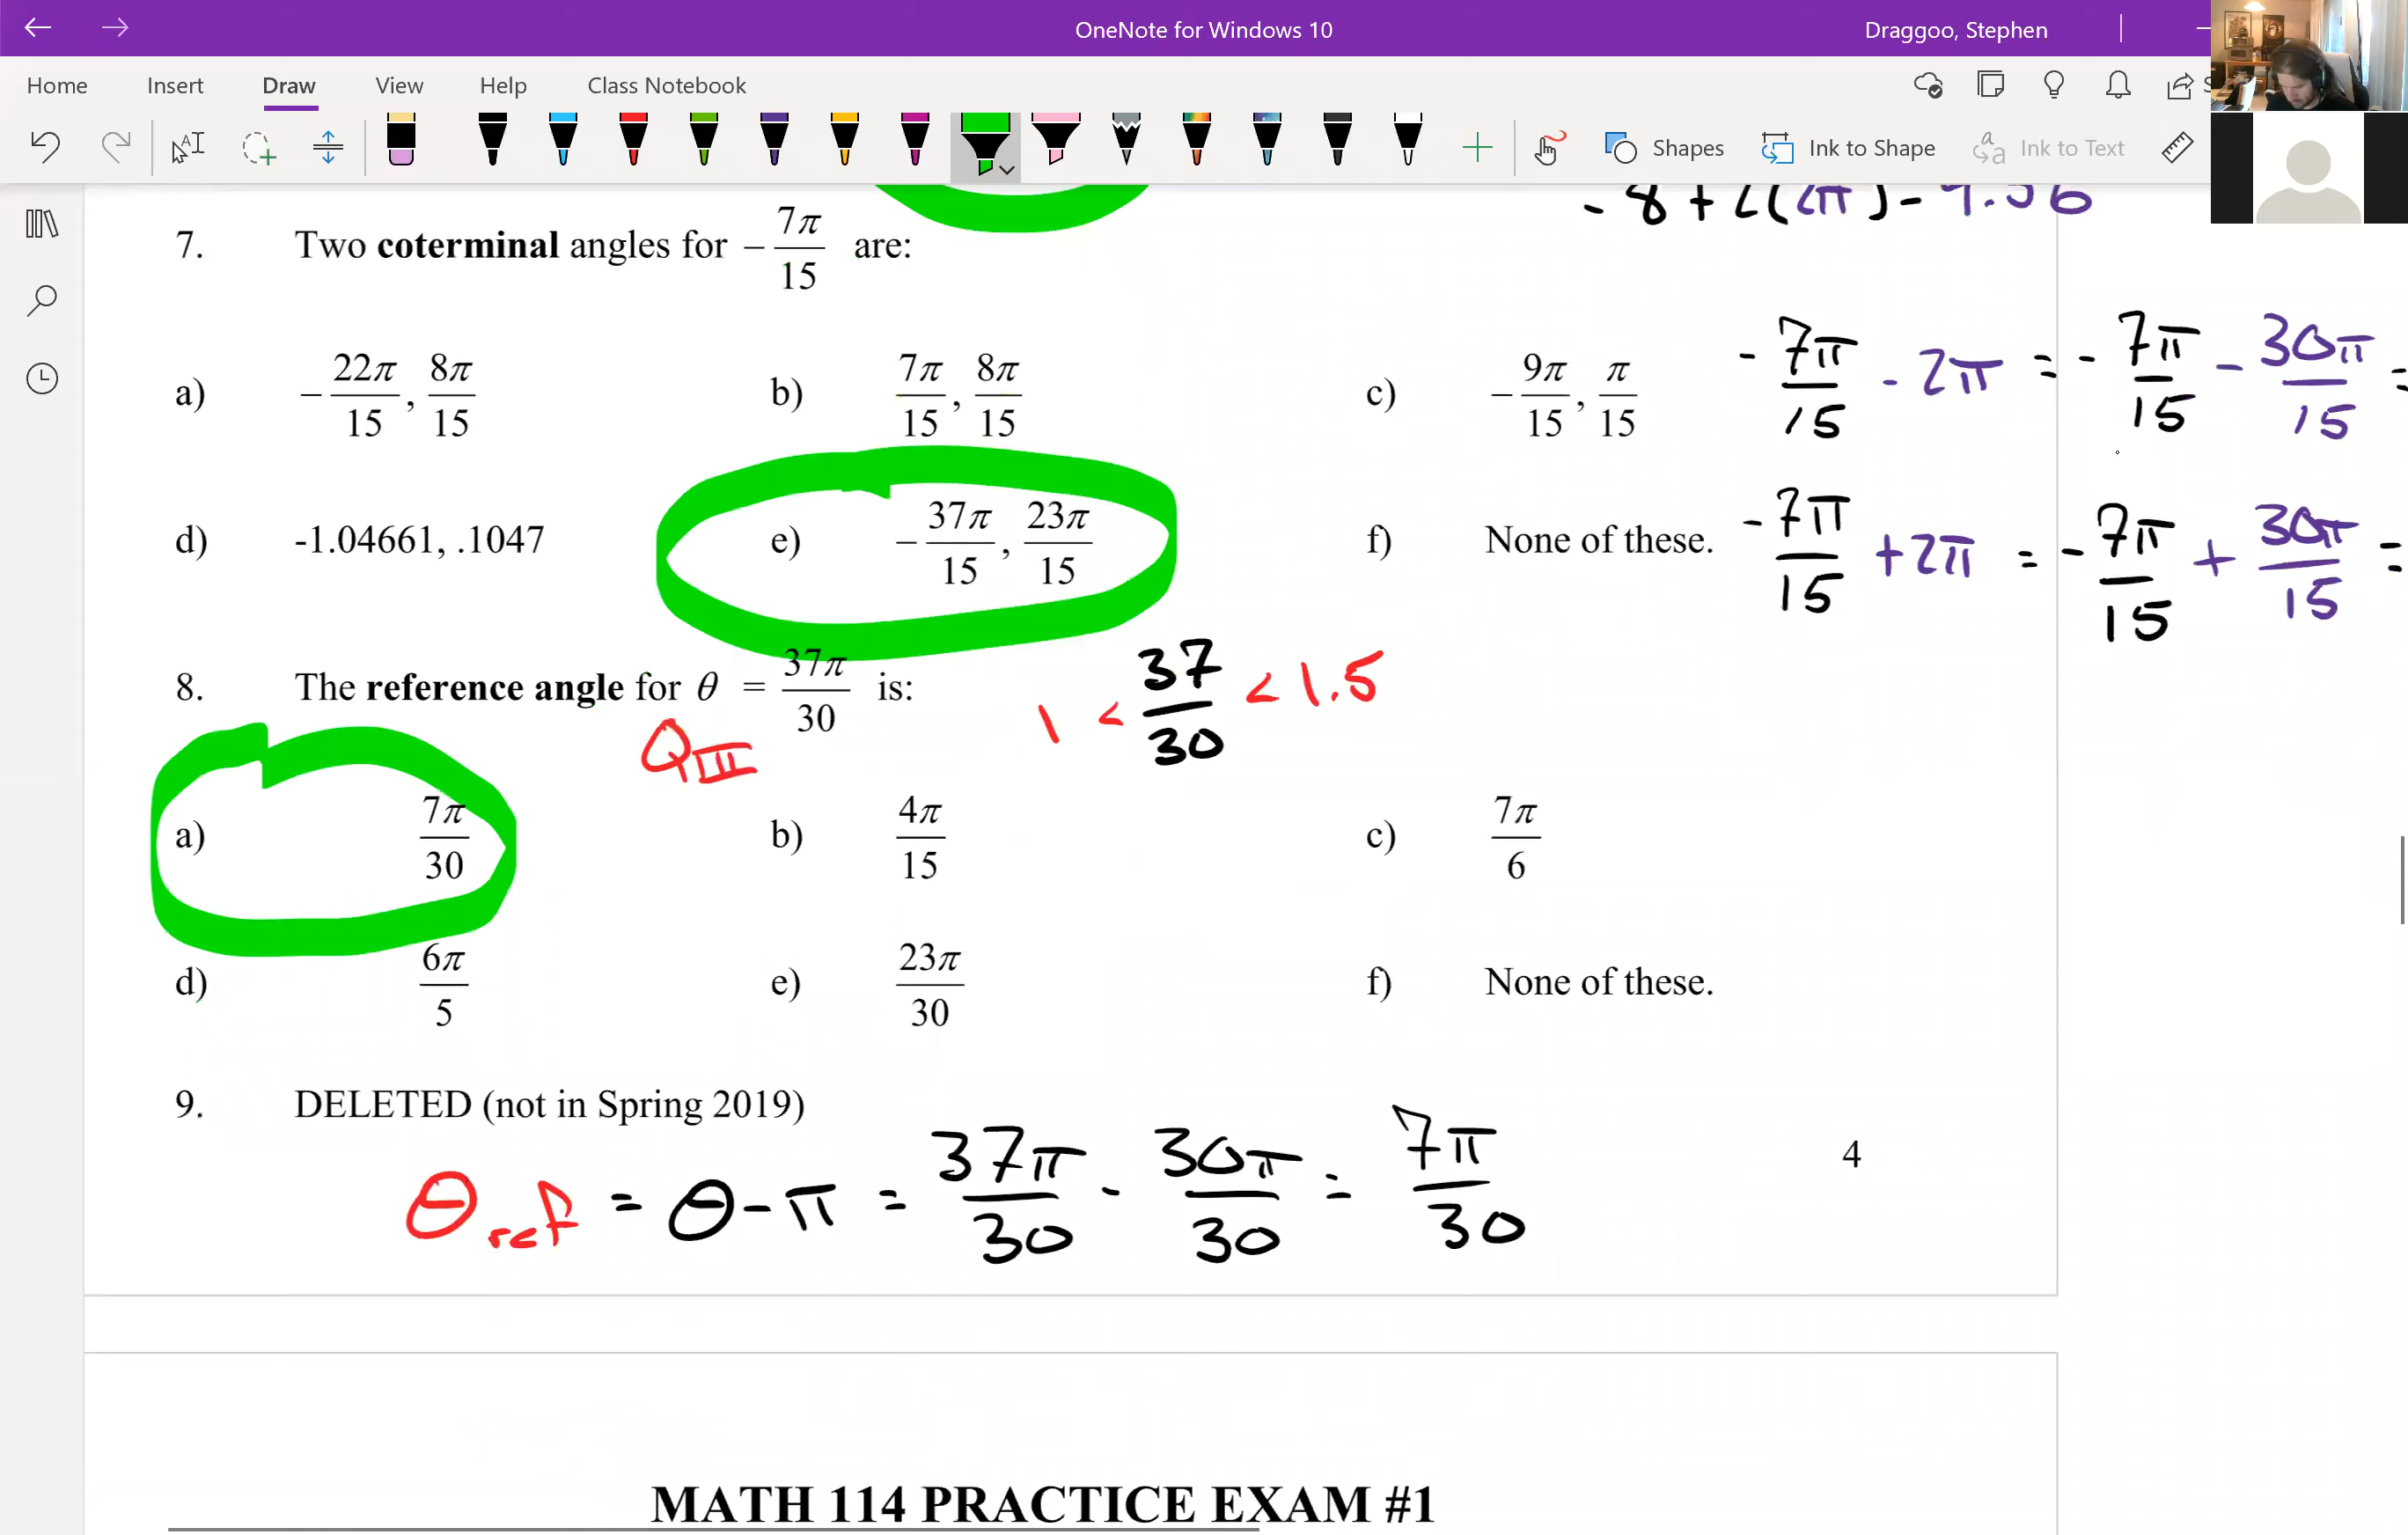 OneNote for Windows 10
Draggoo, Stephen
Home Insert Draw View Help Class Notebook
Shapes Ink to Shape Ink to Text
- 8 + 2(2π) -
7. Two coterminal angles for -7π/15 are:
a) -22π/15, 8π/15 b) 7π/15, 8π/15 c) -9π/15, π/15
-7π/15 - 2π = -7π/15 - 30π/15 =
d) -1.04661, .1047 e) -37π/15, 23π/15 f) None of these.
-7π/15 + 2π = -7π/15 + 30π/15 =
8. The reference angle for θ = 37π/30 is:
1 < 37/30 < 1.5
QIII
a) 7π/30 b) 4π/15 c) 7π/6
d) 6π/5 e) 23π/30 f) None of these.
9. DELETED (not in Spring 2019)
4
θref = θ - π = 37π/30 - 30π/30 = 7π/30
MATH 114 PRACTICE EXAM #1